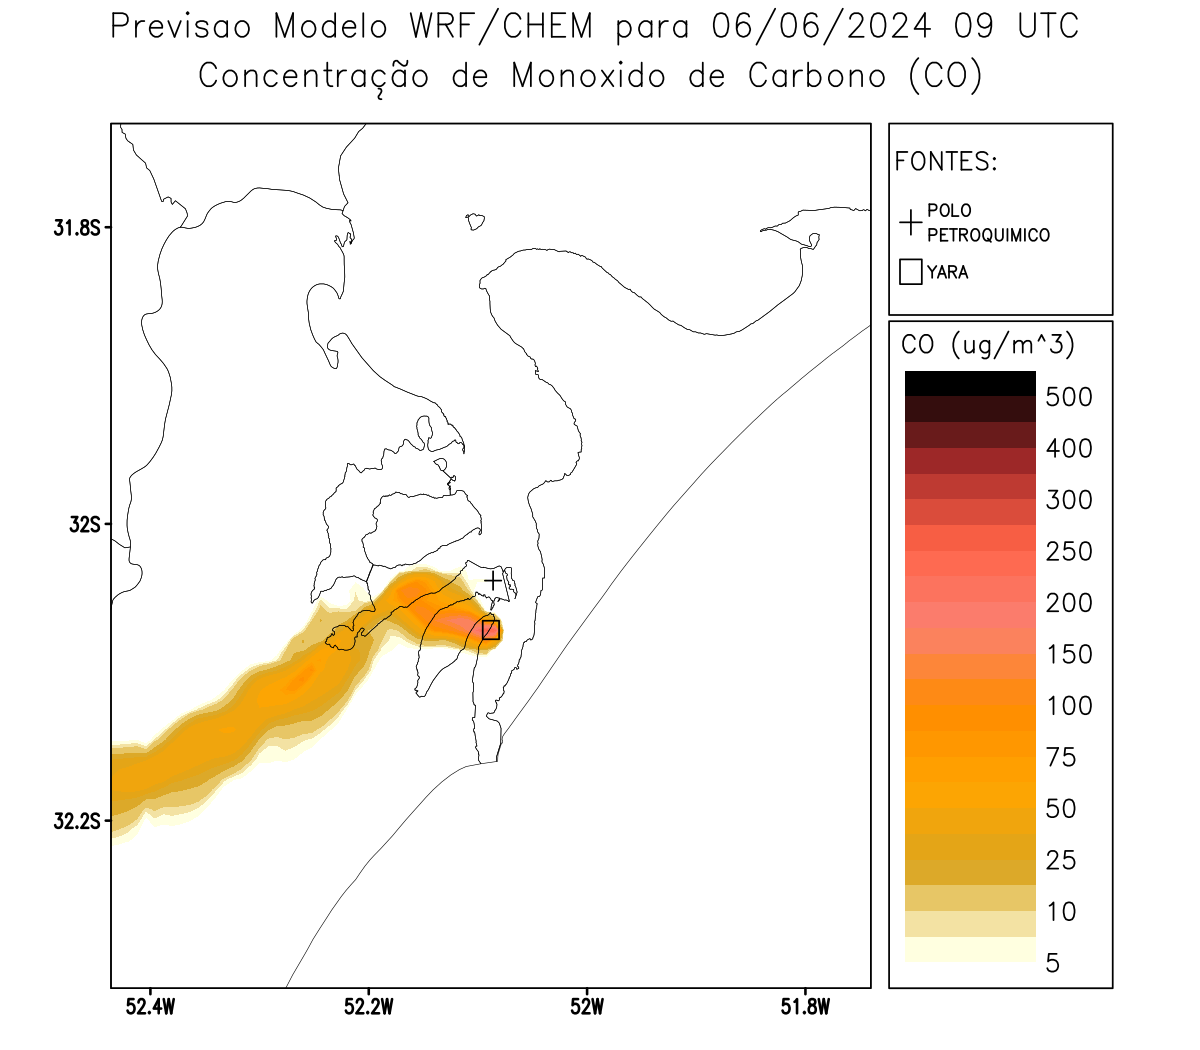 Previsao Modelo WRF/CHEM para 06/06/2024 09 UTC
Concentração de Monoxido de Carbono (CO)
FONTES:
POLO
PETROQUIMICO
YARA
CO (ug/m^3)
500
400
300
250
200
150
100
75
50
25
10
5
31.8S
32S
32.2S
52.4W
52.2W
52W
51.8W